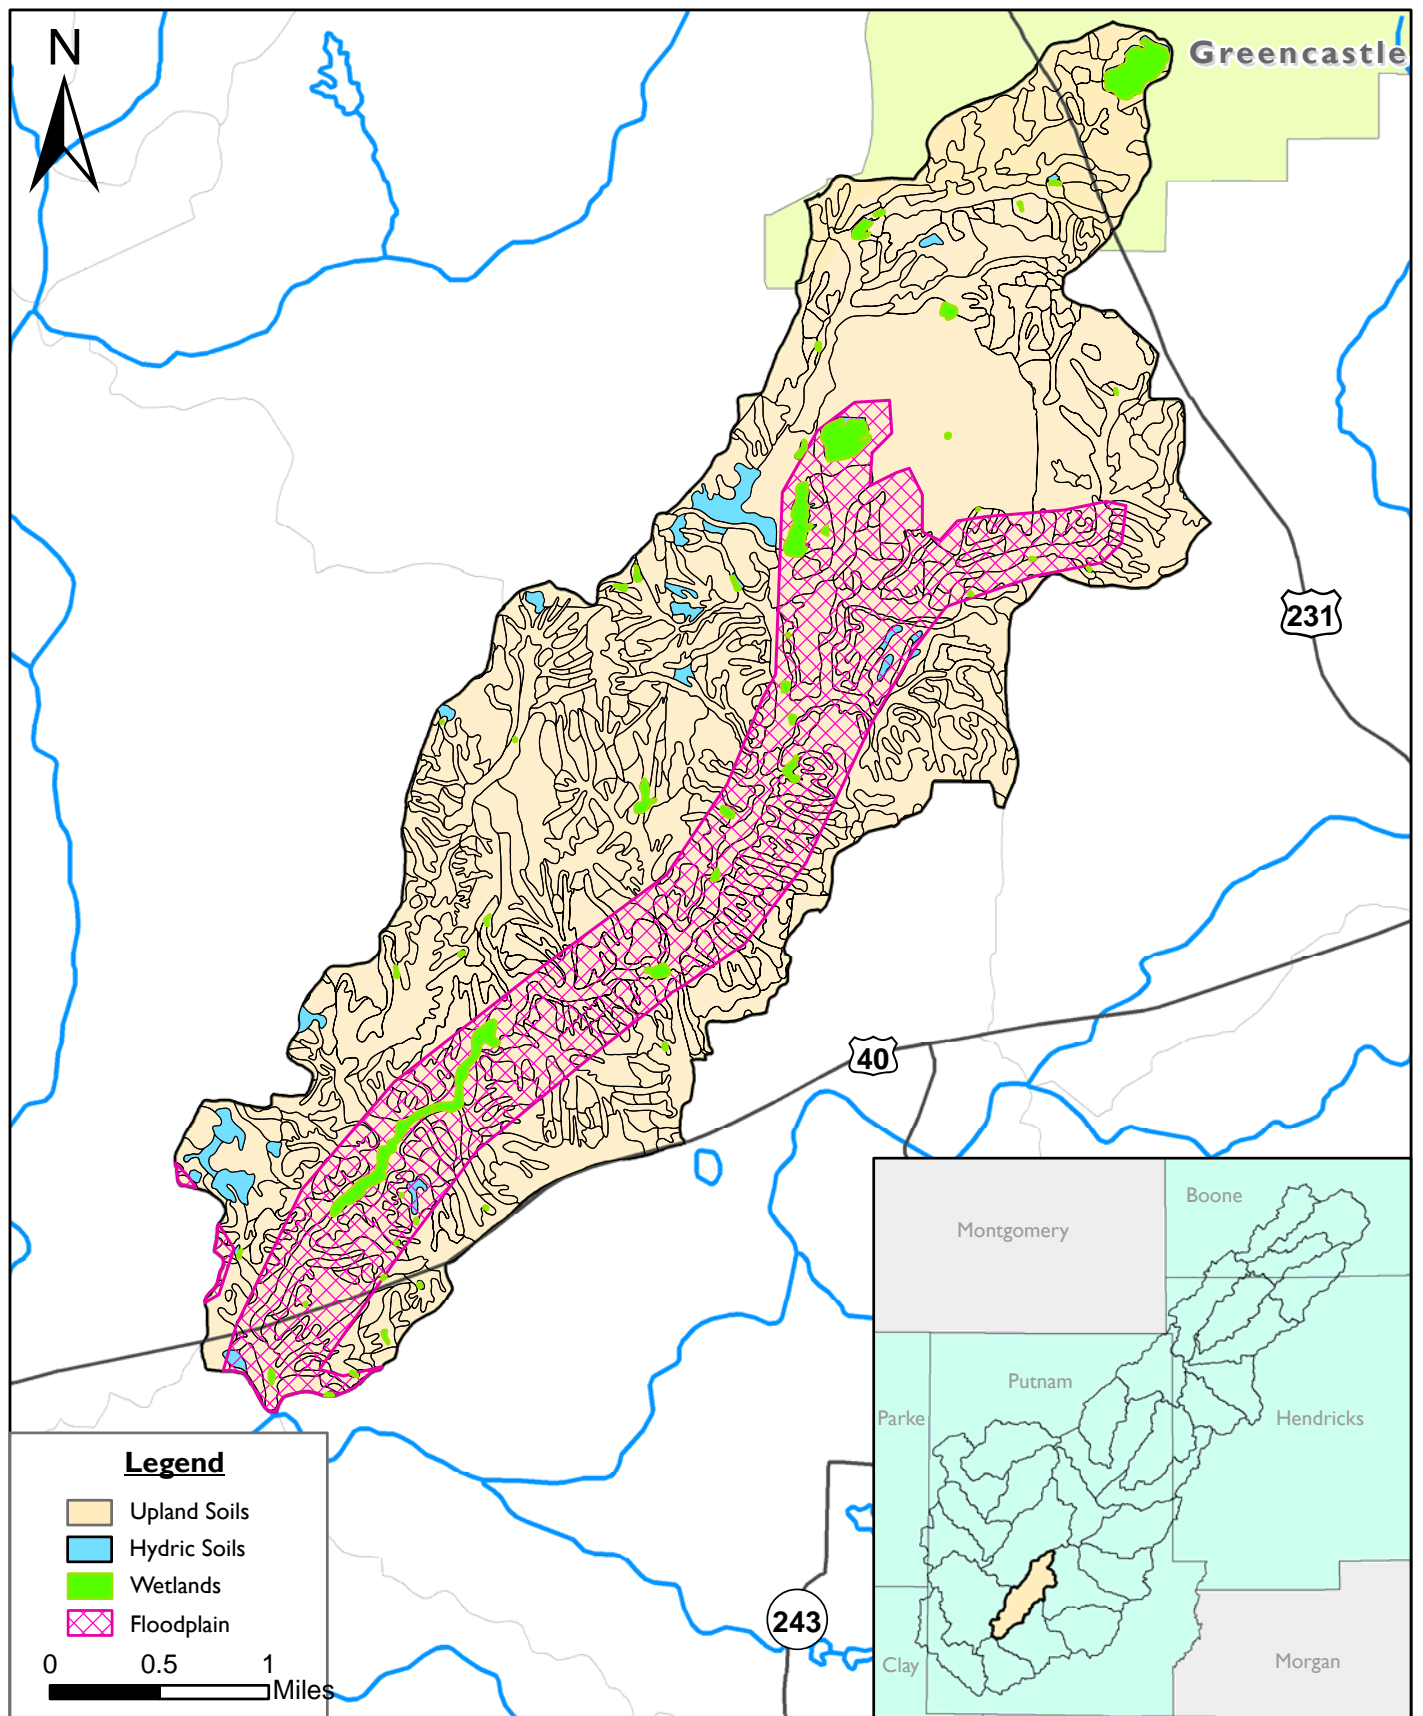 N
Greencastle
231
40
243
Legend
Upland Soils
Hydric Soils
Wetlands
Floodplain
0 0.5 1
Miles
Boone
Montgomery
Putnam
Parke
Hendricks
Clay
Morgan